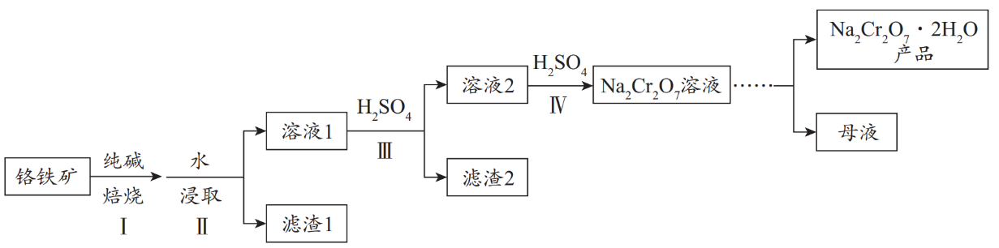 铬铁矿
纯碱
焙烧
Ⅰ
水
浸取
Ⅱ
溶液1
滤渣1
H₂SO₄
Ⅲ
溶液2
滤渣2
H₂SO₄
Ⅳ
Na₂Cr₂O₇溶液
……
Na₂Cr₂O₇·2H₂O
产品
母液